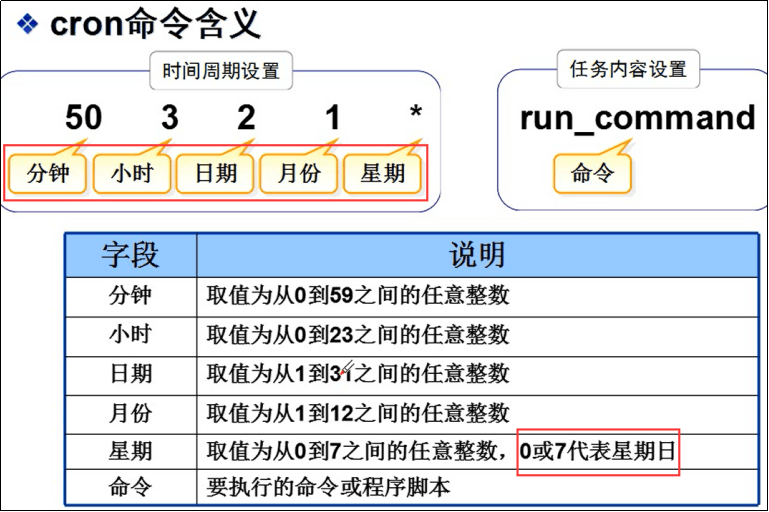 cron命令含义
时间周期设置 任务内容设置
50 3 2 1 * run_command
分钟 小时 日期 月份 星期 命令
字段 说明
分钟 取值为从0到59之间的任意整数
小时 取值为从0到23之间的任意整数
日期 取值为从1到31之间的任意整数
月份 取值为从1到12之间的任意整数
星期 取值为从0到7之间的任意整数，0或7代表星期日
命令 要执行的命令或程序脚本